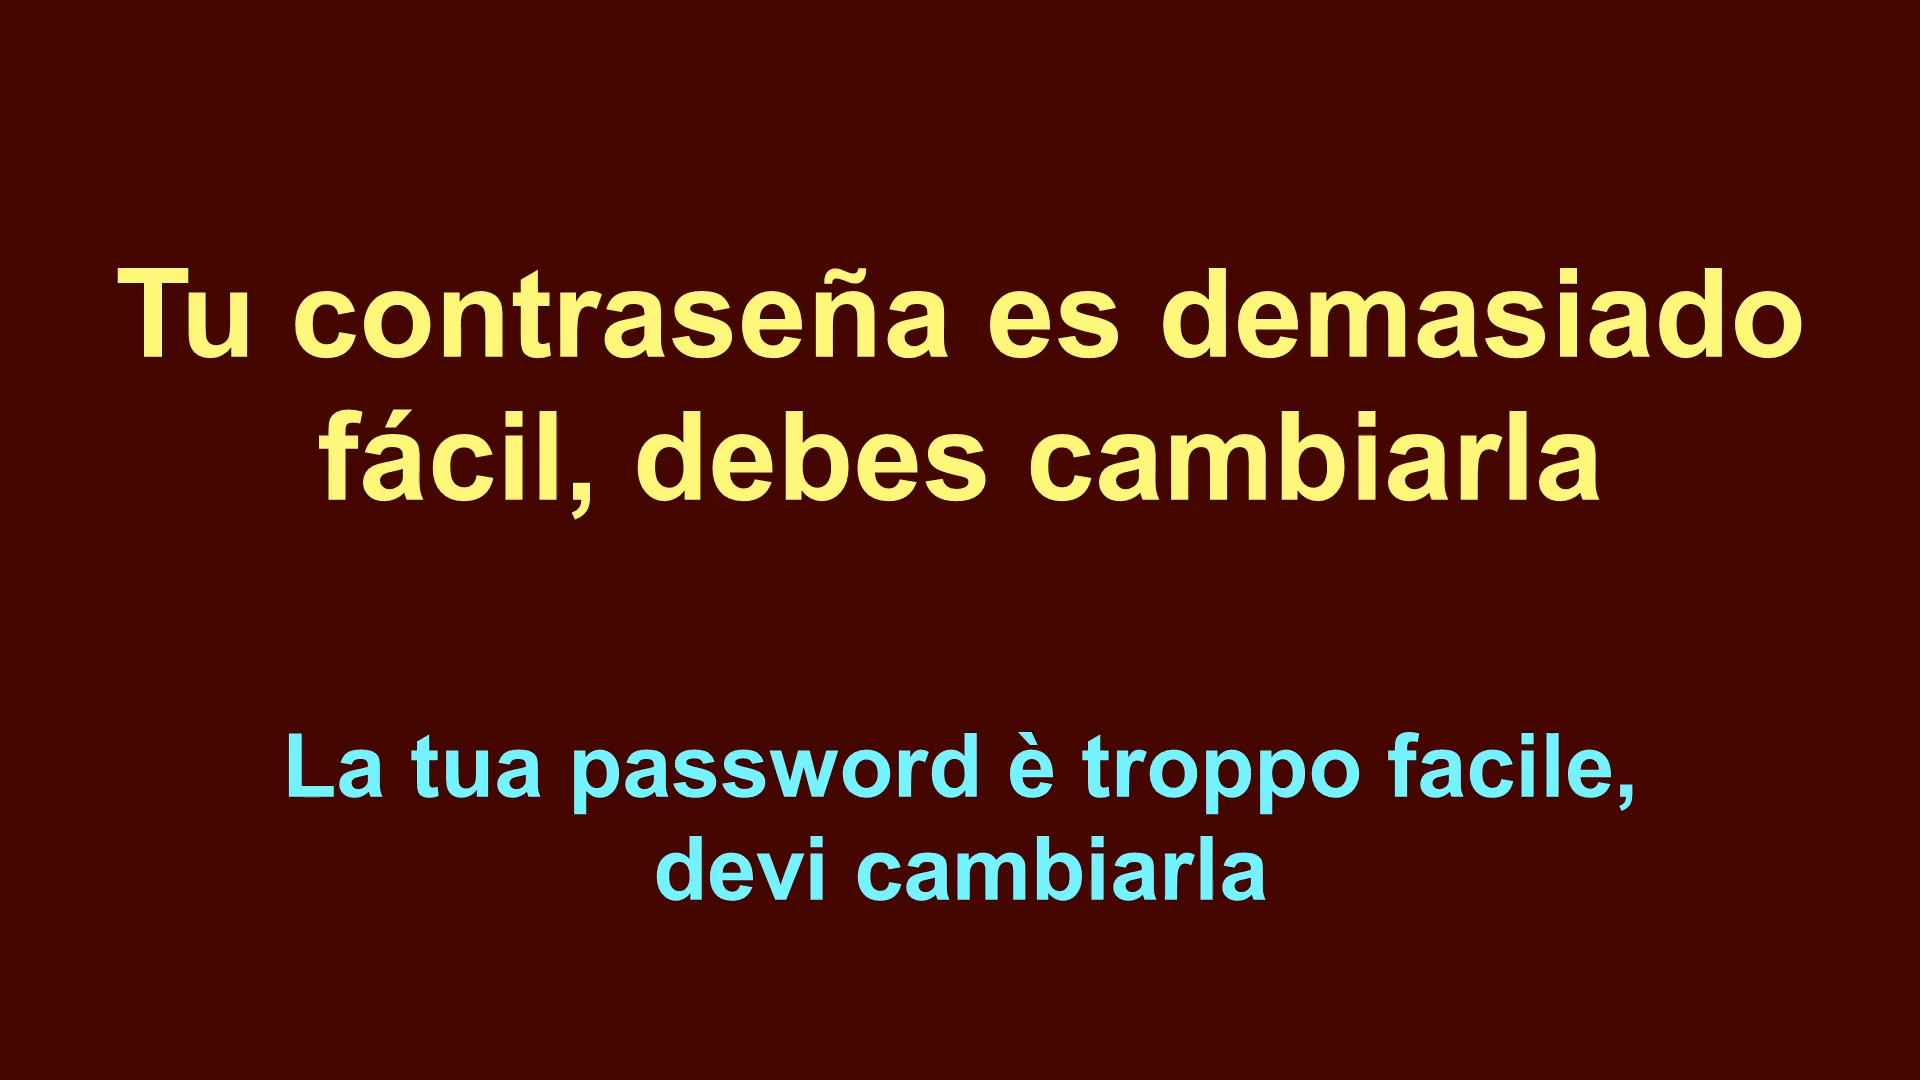 Tu contraseña es demasiado
fácil, debes cambiarla
La tua password è troppo facile,
devi cambiarla